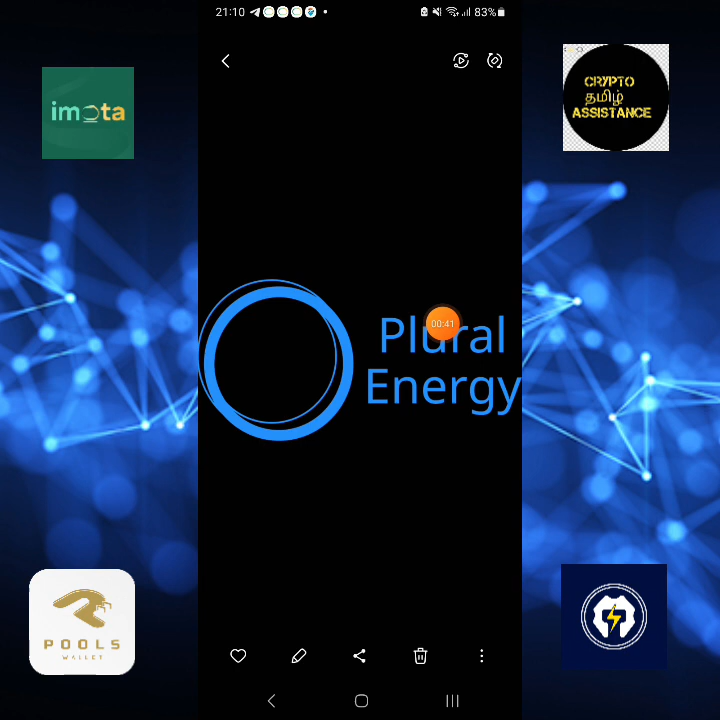 21:10
83%
imota
CRYPTO
தமிழ்
ASSISTANCE
00:41
Plural
Energy
POOLS
WALLET